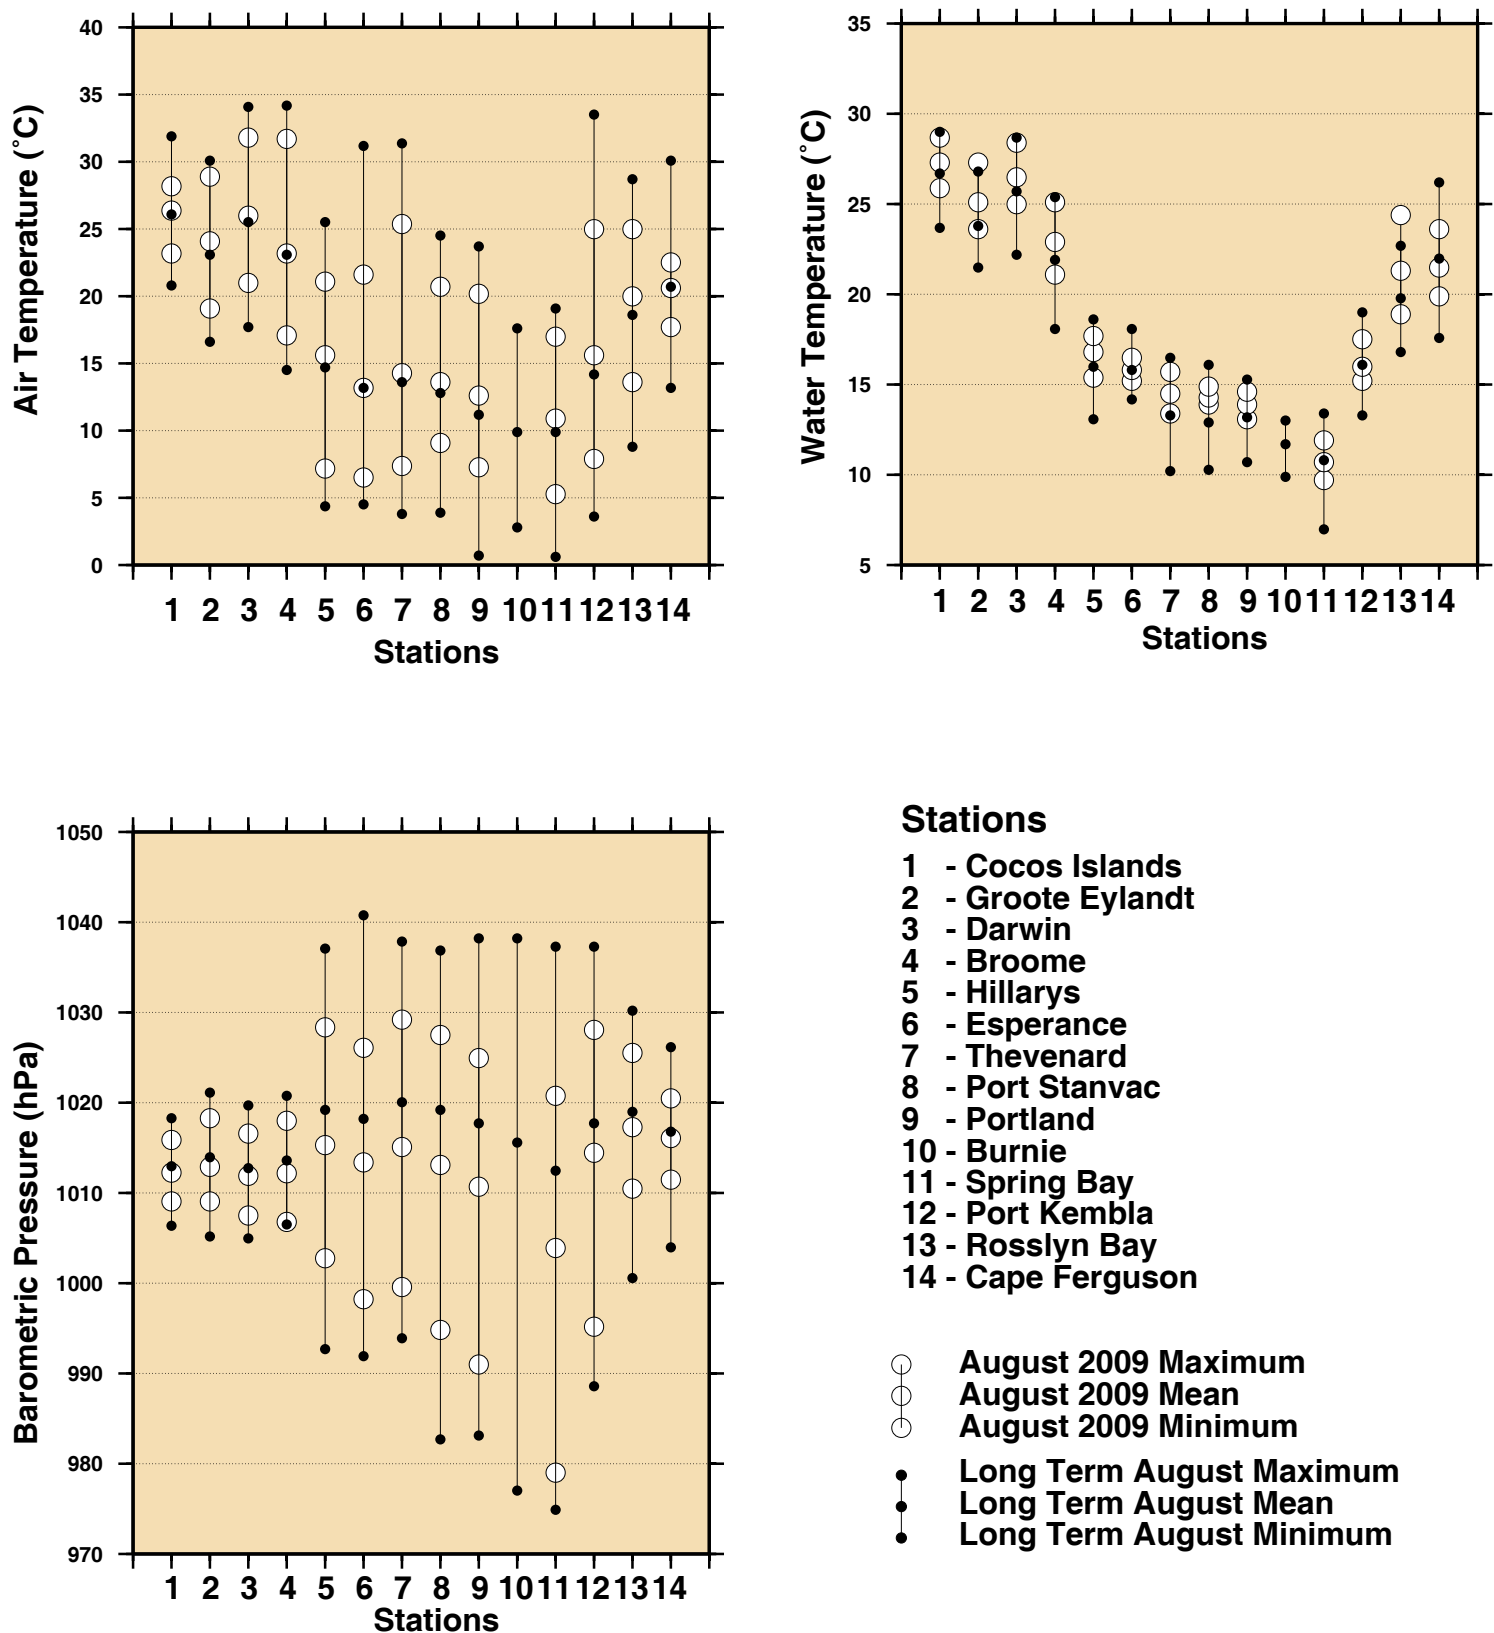 40
35
30
25
20
15
10
5
0
Air Temperature (˚C)
1 2 3 4 5 6 7 8 9 10 11 12 13 14
Stations
35
30
25
20
15
10
5
Water Temperature (˚C)
1 2 3 4 5 6 7 8 9 10 11 12 13 14
Stations
1050
1040
1030
1020
1010
1000
990
980
970
Barometric Pressure (hPa)
1 2 3 4 5 6 7 8 9 10 11 12 13 14
Stations
Stations
1 - Cocos Islands
2 - Groote Eylandt
3 - Darwin
4 - Broome
5 - Hillarys
6 - Esperance
7 - Thevenard
8 - Port Stanvac
9 - Portland
10 - Burnie
11 - Spring Bay
12 - Port Kembla
13 - Rosslyn Bay
14 - Cape Ferguson
August 2009 Maximum
August 2009 Mean
August 2009 Minimum
Long Term August Maximum
Long Term August Mean
Long Term August Minimum